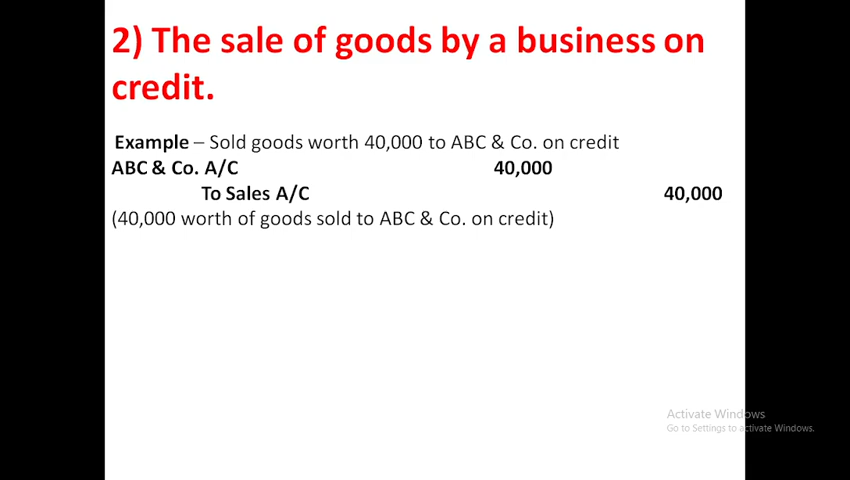 2) The sale of goods by a business on
credit.
Example – Sold goods worth 40,000 to ABC & Co. on credit
ABC & Co. A/C 40,000
To Sales A/C 40,000
(40,000 worth of goods sold to ABC & Co. on credit)
Activate Windows
Go to Settings to activate Windows.